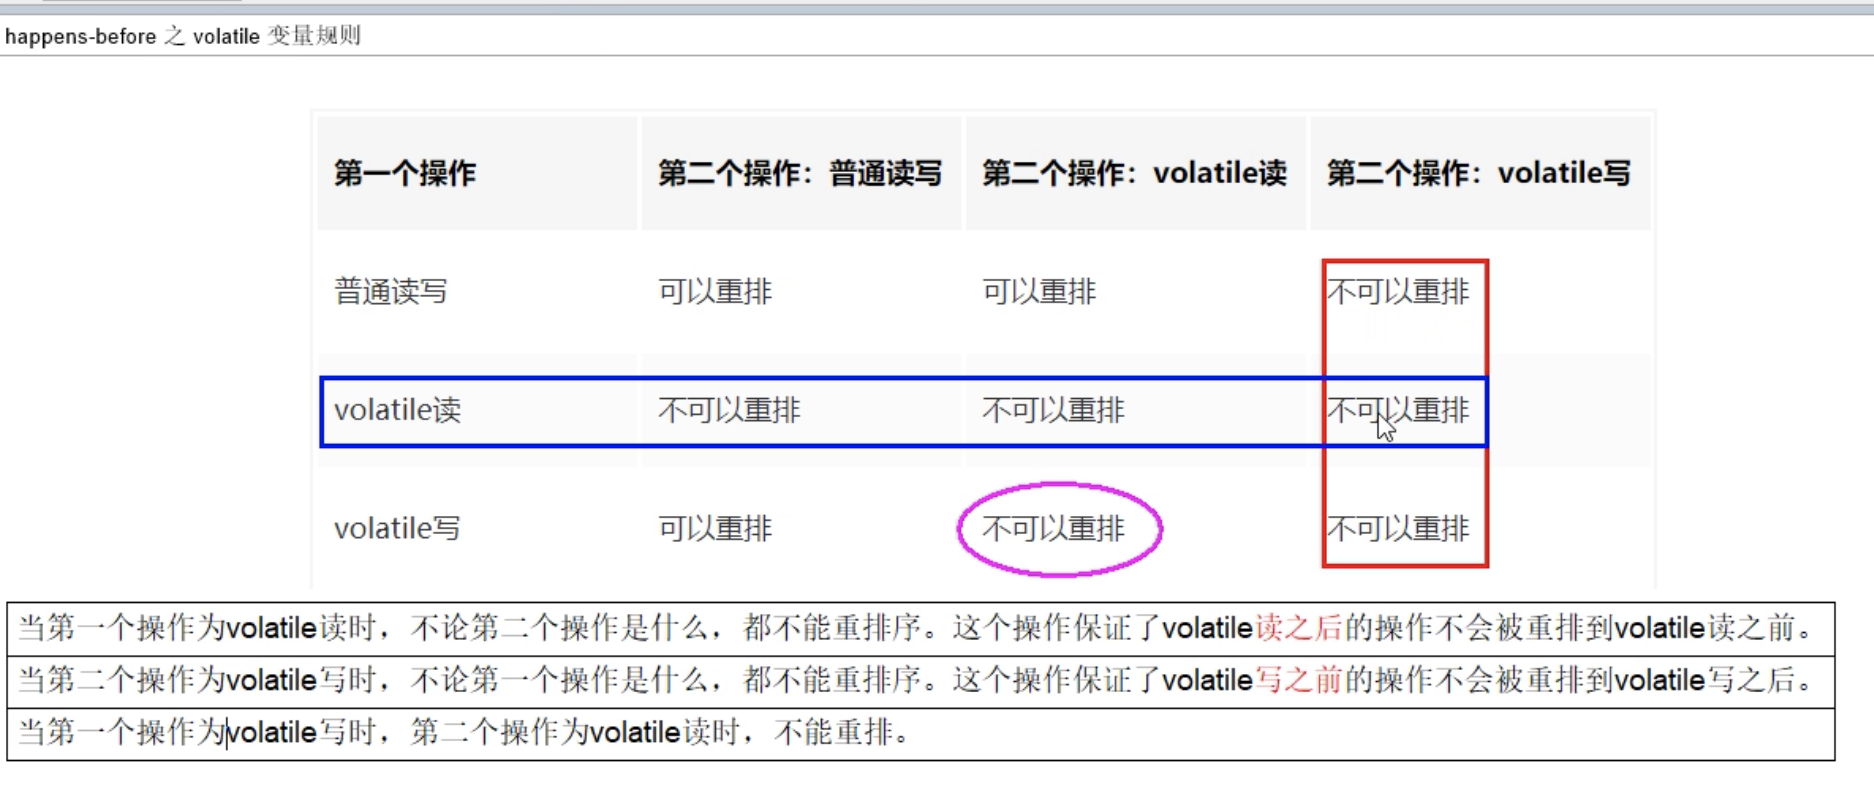 happens-before 之 volatile 变量规则
第一个操作 第二个操作：普通读写 第二个操作：volatile读 第二个操作：volatile写
普通读写 可以重排 可以重排 不可以重排
volatile读 不可以重排 不可以重排 不可以重排
volatile写 可以重排 不可以重排 不可以重排
当第一个操作为volatile读时，不论第二个操作是什么，都不能重排序。这个操作保证了volatile读之后的操作不会被重排到volatile读之前。
当第二个操作为volatile写时，不论第一个操作是什么，都不能重排序。这个操作保证了volatile写之前的操作不会被重排到volatile写之后。
当第一个操作为volatile写时，第二个操作为volatile读时，不能重排。